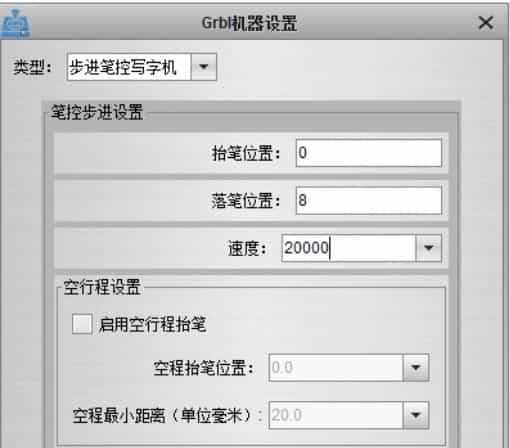 Grbl机器设置
类型： 步进笔控写字机
笔控步进设置
抬笔位置： 0
落笔位置： 8
速度： 20000
空行程设置
启用空行程抬笔
空程抬笔位置： 0.0
空程最小距离（单位毫米）: 20.0